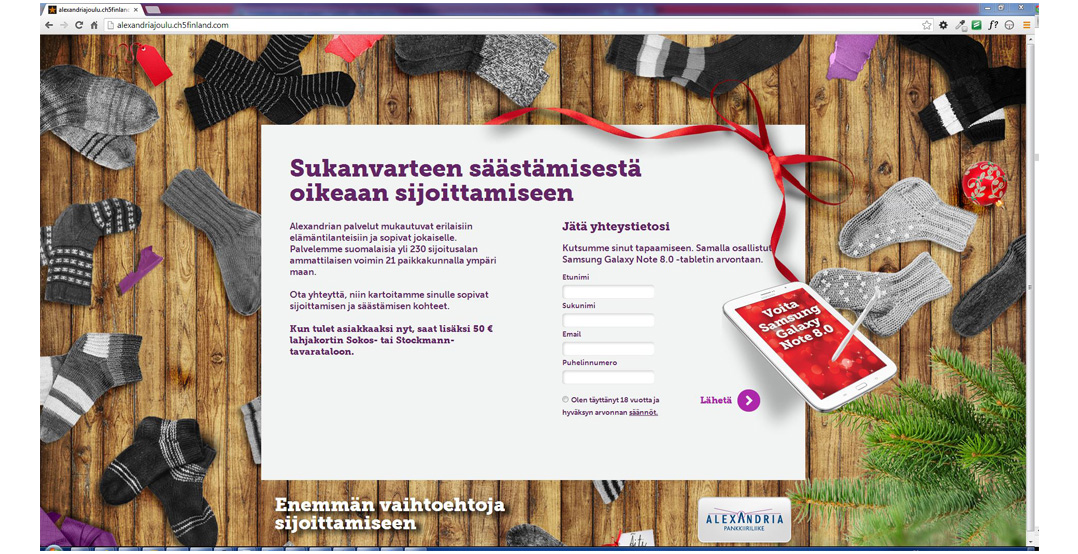 alexandriajoulu.ch5finland
alexandriajoulu.ch5finland.com
f?
Sukanvarteen säästämisestä
oikeaan sijoittamiseen
Alexandrian palvelut mukautuvat erilaisiin
elämäntilanteisiin ja sopivat jokaiselle.
Palvelemme suomalaisia yli 230 sijoitusalan
ammattilaisen voimin 21 paikkakunnalla ympäri
maan.
Ota yhteyttä, niin kartoitamme sinulle sopivat
sijoittamisen ja säästämisen kohteet.
Kun tulet asiakkaaksi nyt, saat lisäksi 50 €
lahjakortin Sokos- tai Stockmann-
tavarataloon.
Jätä yhteystietosi
Kutsumme sinut tapaamiseen. Samalla osallistut
Samsung Galaxy Note 8.0 -tabletin arvontaan.
Etunimi
Sukunimi
Email
Puhelinnumero
Olen täyttänyt 18 vuotta ja
hyväksyn arvonnan säännöt.
Lähetä
Voita
Samsung
Galaxy
Note 8.0
Enemmän vaihtoehtoja
sijoittamiseen
ALEXANDRIA
PANKKIIRILIIKE